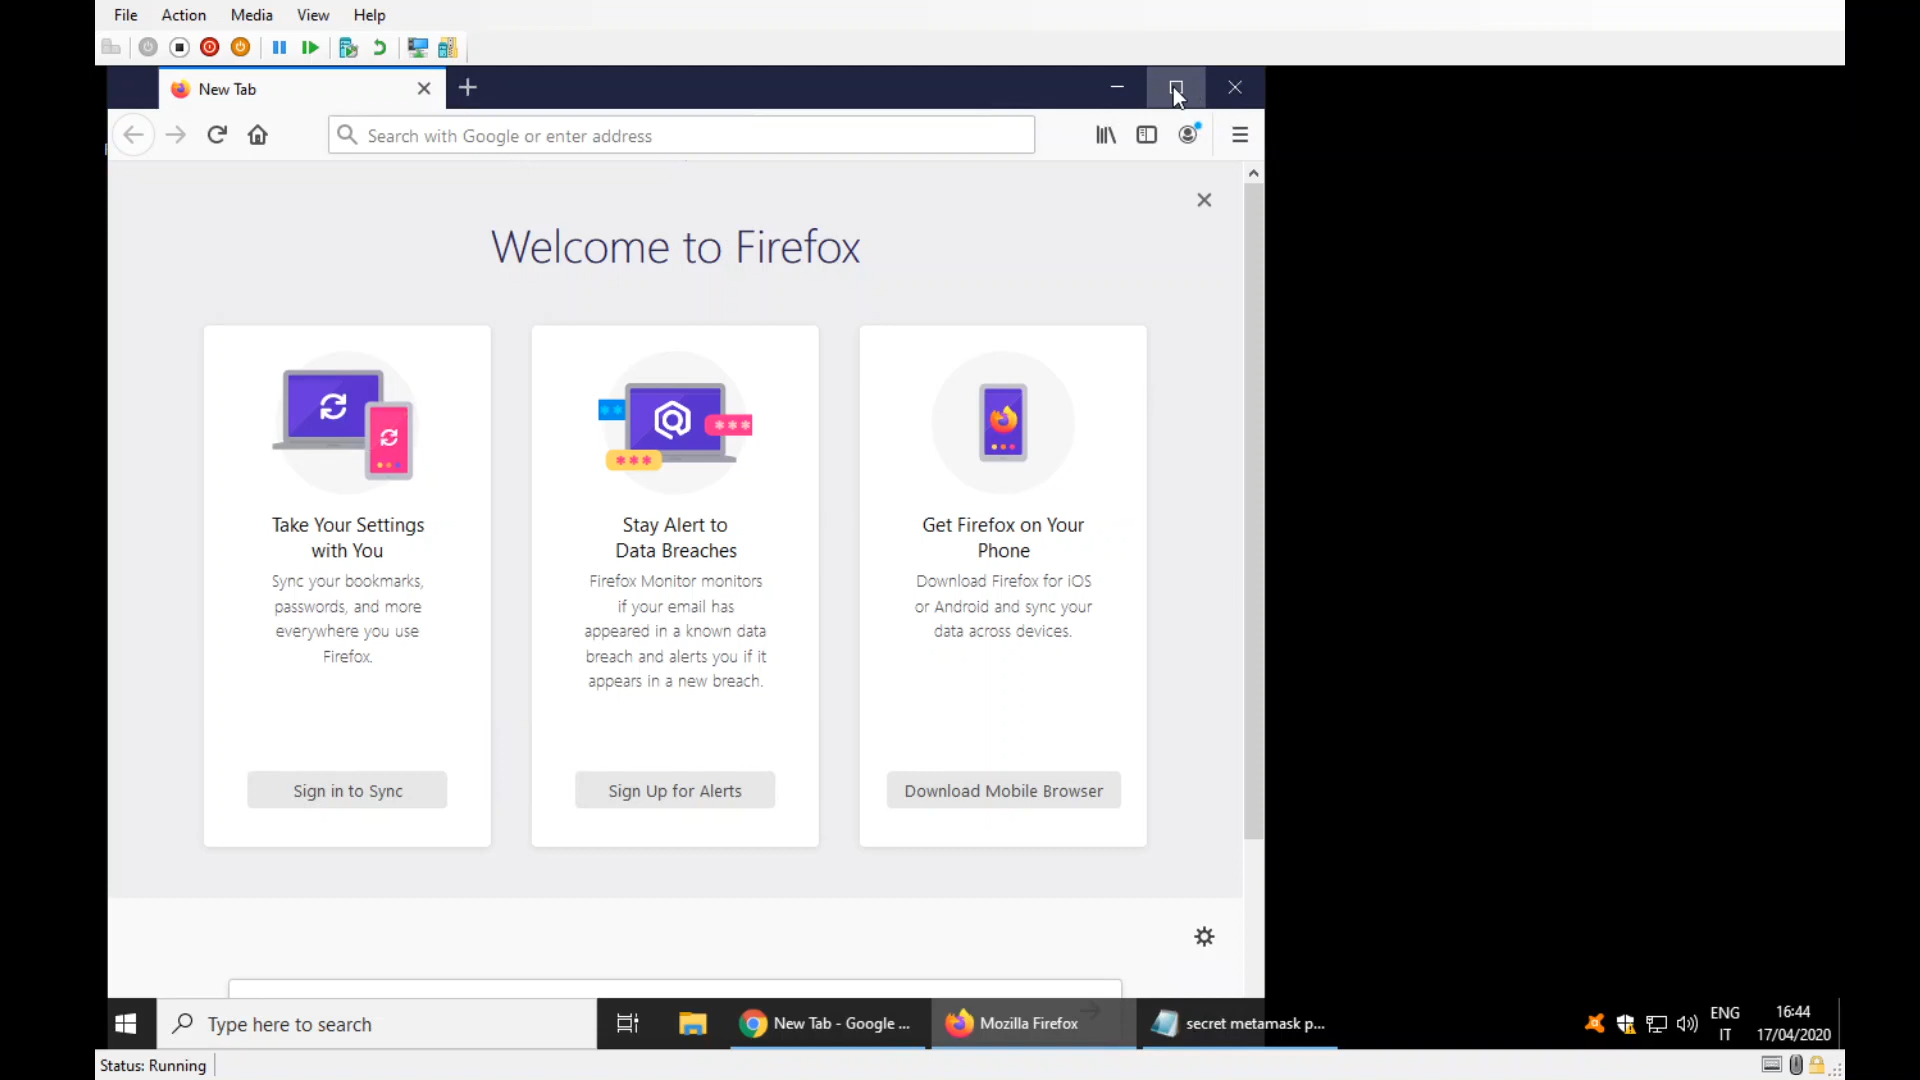 File Action Media View Help
New Tab
Search with Google or enter address
Welcome to Firefox
Take Your Settings
with You
Sync your bookmarks,
passwords, and more
everywhere you use
Firefox.
Sign in to Sync
Stay Alert to
Data Breaches
Firefox Monitor monitors
if your email has
appeared in a known data
breach and alerts you if it
appears in a new breach.
Sign Up for Alerts
Get Firefox on Your
Phone
Download Firefox for iOS
or Android and sync your
data across devices.
Download Mobile Browser
Type here to search
New Tab - Google ...
Mozilla Firefox
secret metamask p...
ENG
IT
16:44
17/04/2020
Status: Running